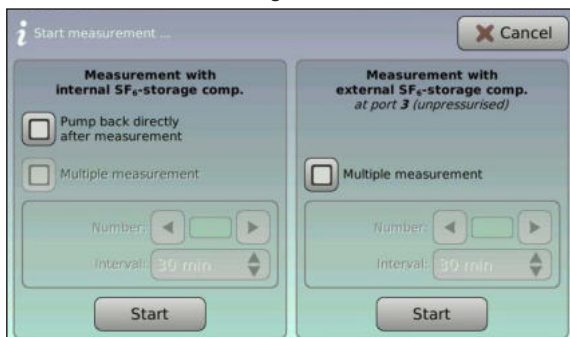 i Start measurement ...
Cancel
Measurement with
internal SF₆-storage comp.
Pump back directly
after measurement
Multiple measurement
Number:
Interval: 30 min
Start
Measurement with
external SF₆-storage comp.
at port 3 (unpressurised)
Multiple measurement
Number:
Interval: 30 min
Start